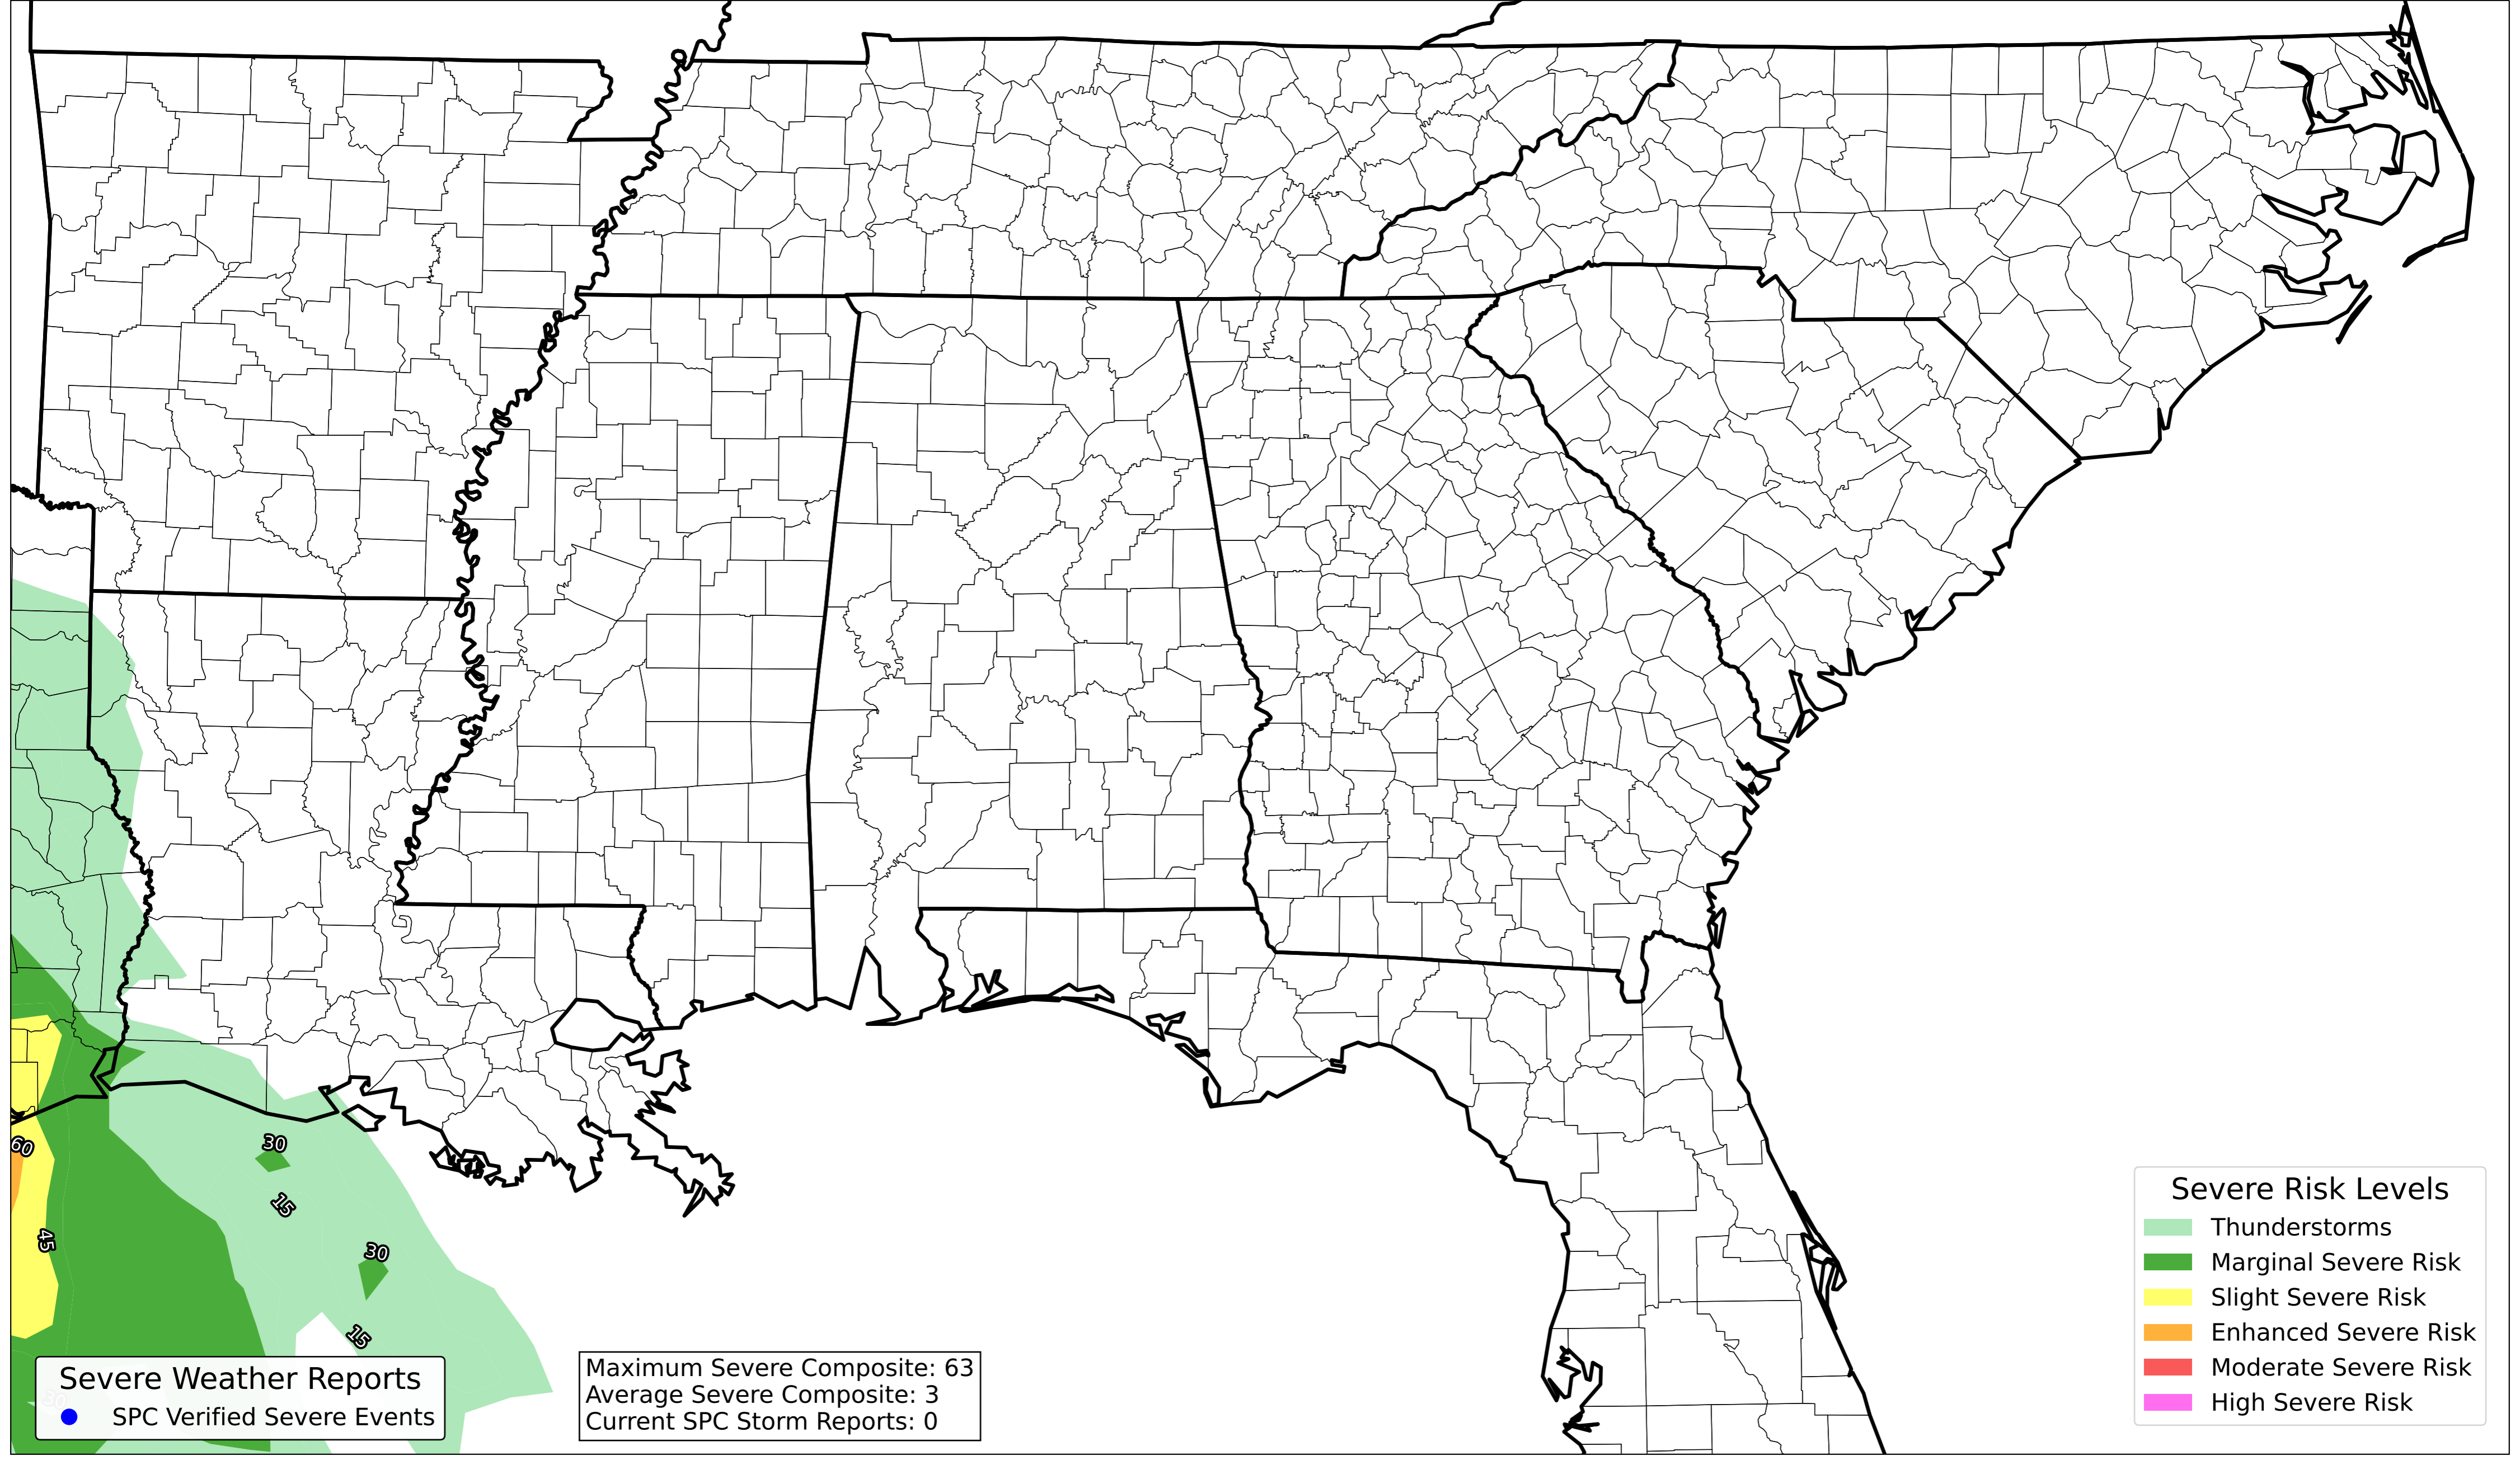 60
30
15
45
30
15
Severe Weather Reports
SPC Verified Severe Events
Maximum Severe Composite: 63
Average Severe Composite: 3
Current SPC Storm Reports: 0
Severe Risk Levels
Thunderstorms
Marginal Severe Risk
Slight Severe Risk
Enhanced Severe Risk
Moderate Severe Risk
High Severe Risk